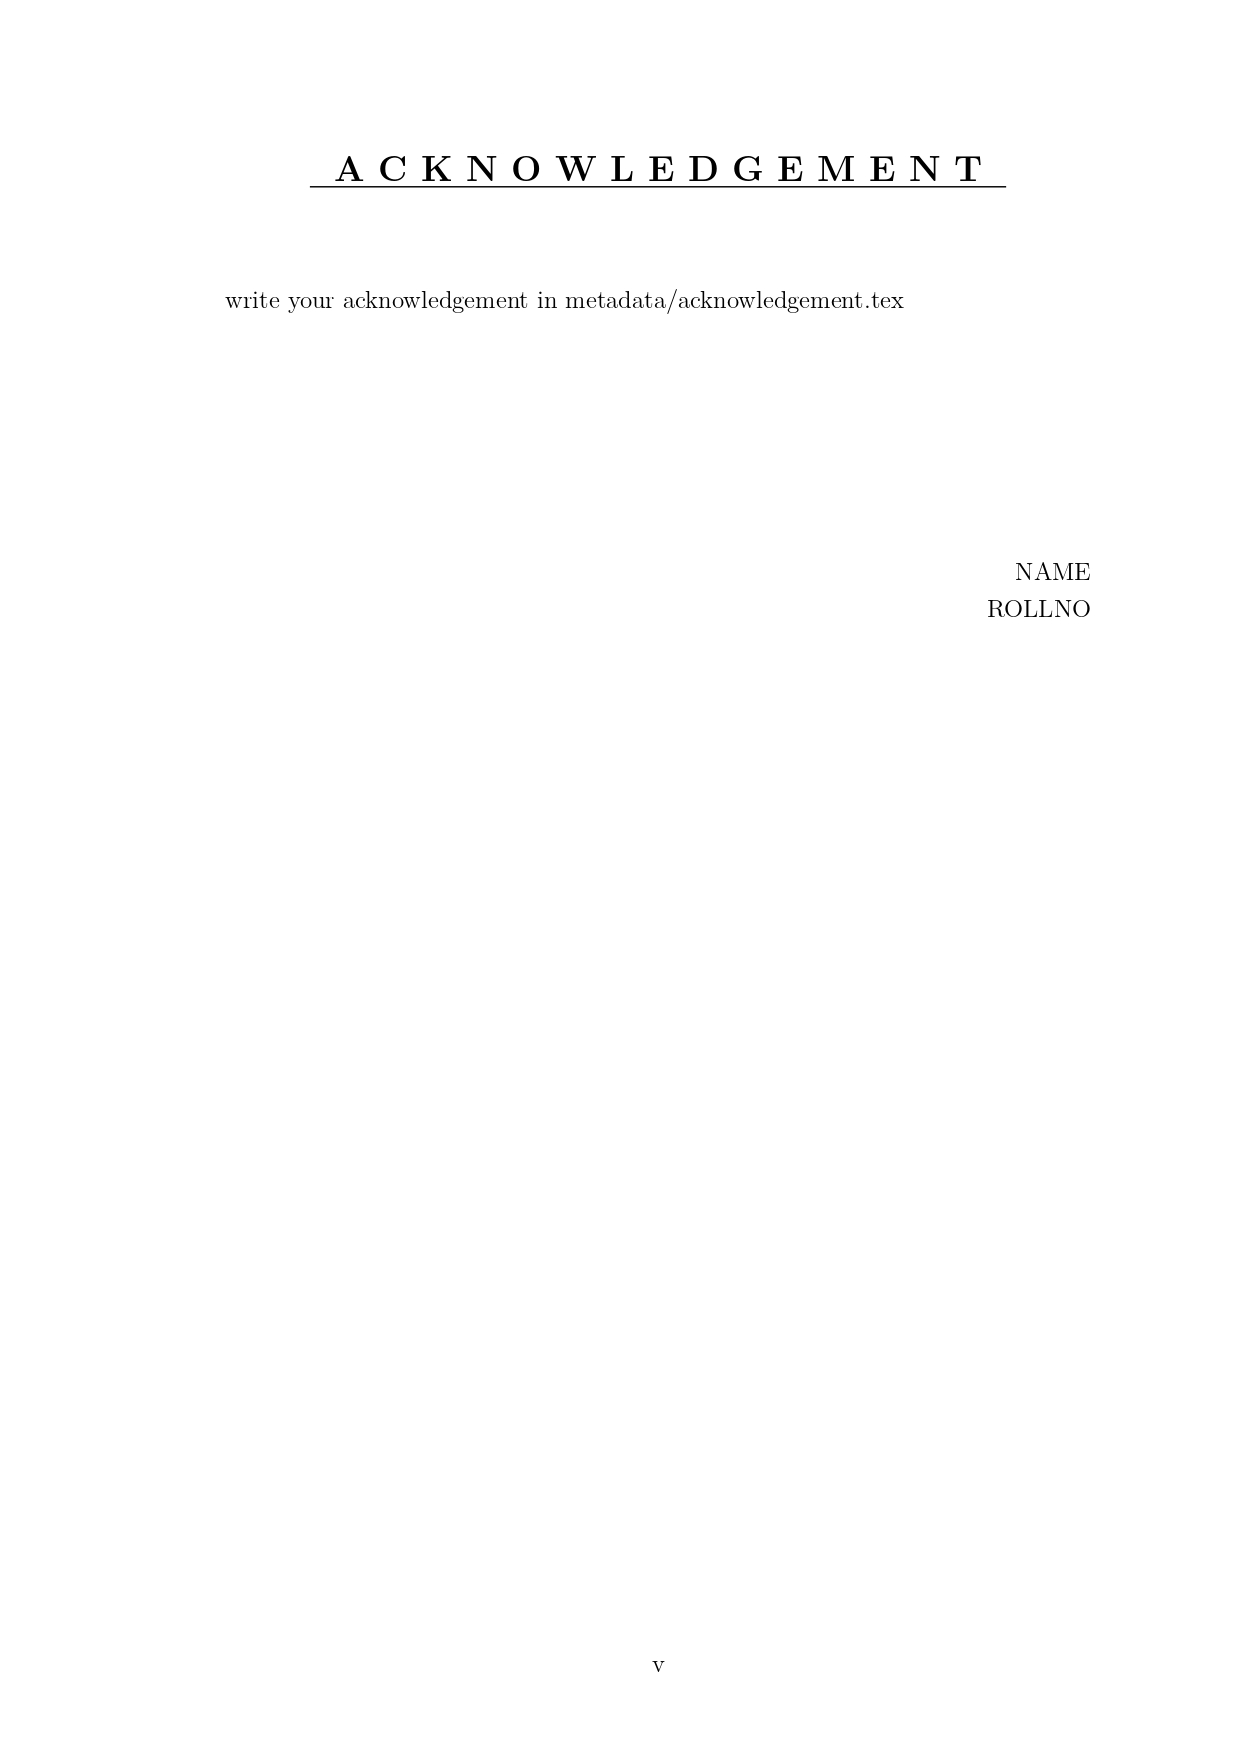 A C K N O W L E D G E M E N T
write your acknowledgement in metadata/acknowledgement.tex
NAME
ROLLNO
v